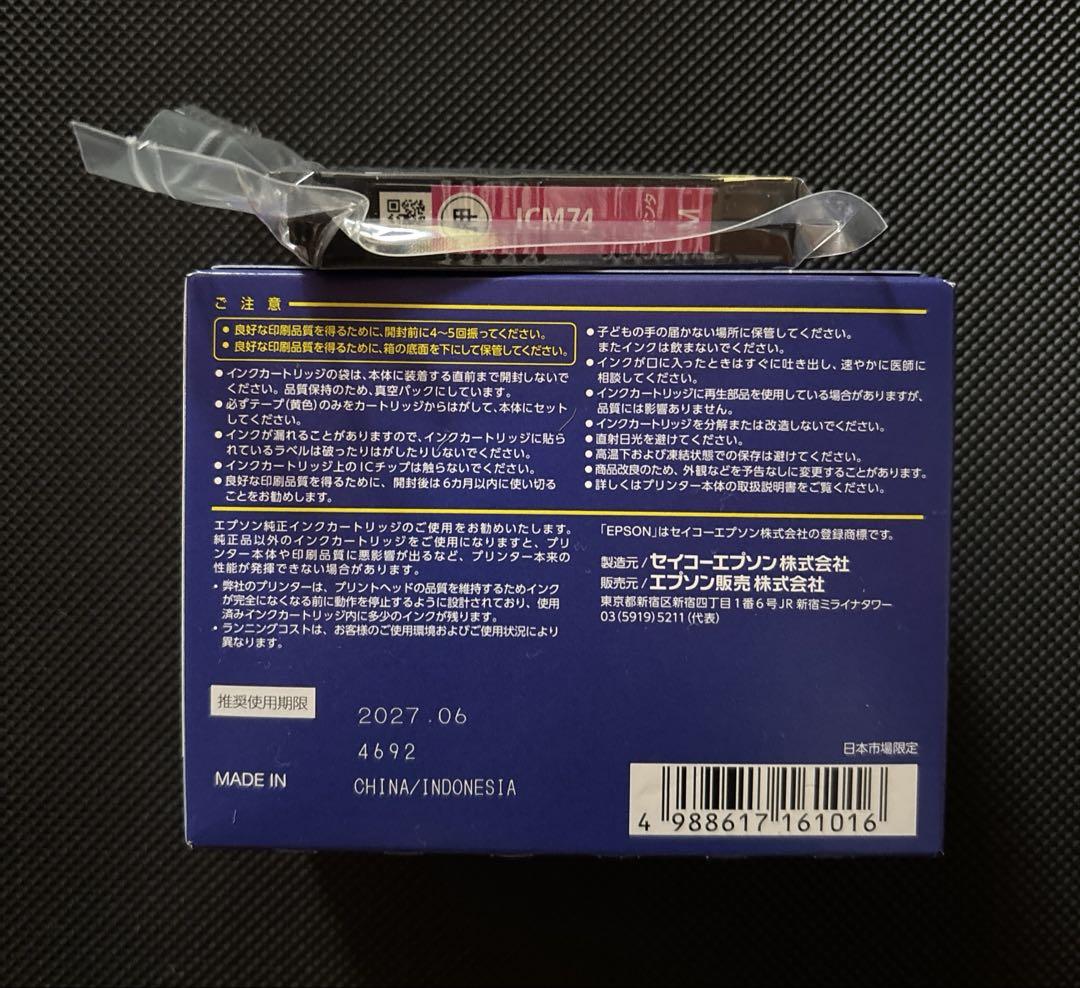 押
ICM74
マゼンタ
M
ご注意
●良好な印刷品質を得るために、開封前に4〜5回振ってください。
●良好な印刷品質を得るために、箱の底面を下にして保管してください。
●インクカートリッジの袋は、本体に装着する直前まで開封しないで
ください。品質保持のため、真空パックにしています。
●必ずテープ(黄色)のみをカートリッジからはがして、本体にセット
してください。
●インクが漏れることがありますので、インクカートリッジに貼ら
れているラベルは破ったりはがしたりしないでください。
●インクカートリッジ上のICチップは触らないでください。
●良好な印刷品質を得るために、開封後は6カ月以内に使い切る
ことをお勧めします。
●子どもの手の届かない場所に保管してください。
またインクは飲まないでください。
●インクが口に入ったときはすぐに吐き出し、速やかに医師に
相談してください。
●インクカートリッジに再生部品を使用している場合がありますが、
品質には影響ありません。
●インクカートリッジを分解または改造しないでください。
●直射日光を避けてください。
●高温下および凍結状態での保存は避けてください。
●商品改良のため、外観などを予告なしに変更することがあります。
●詳しくはプリンター本体の取扱説明書をご覧ください。
エプソン純正インクカートリッジのご使用をお勧めいたします。
純正品以外のインクカートリッジをご使用になりますと、プリ
ンター本体や印刷品質に悪影響が出るなど、プリンター本来の
性能が発揮できない場合があります。
・弊社のプリンターは、プリントヘッドの品質を維持するためインク
が完全になくなる前に動作を停止するように設計されており、使用
済みインクカートリッジ内に多少のインクが残ります。
・ランニングコストは、お客様のご使用環境およびご使用状況により
異なります。
「EPSON」はセイコーエプソン株式会社の登録商標です。
製造元/セイコーエプソン株式会社
販売元/エプソン販売株式会社
東京都新宿区新宿四丁目1番6号JR新宿ミライナタワー
03(5919)5211(代表)
推奨使用期限
2027.06
4692
MADE IN CHINA/INDONESIA
日本市場限定
4 988617 161016